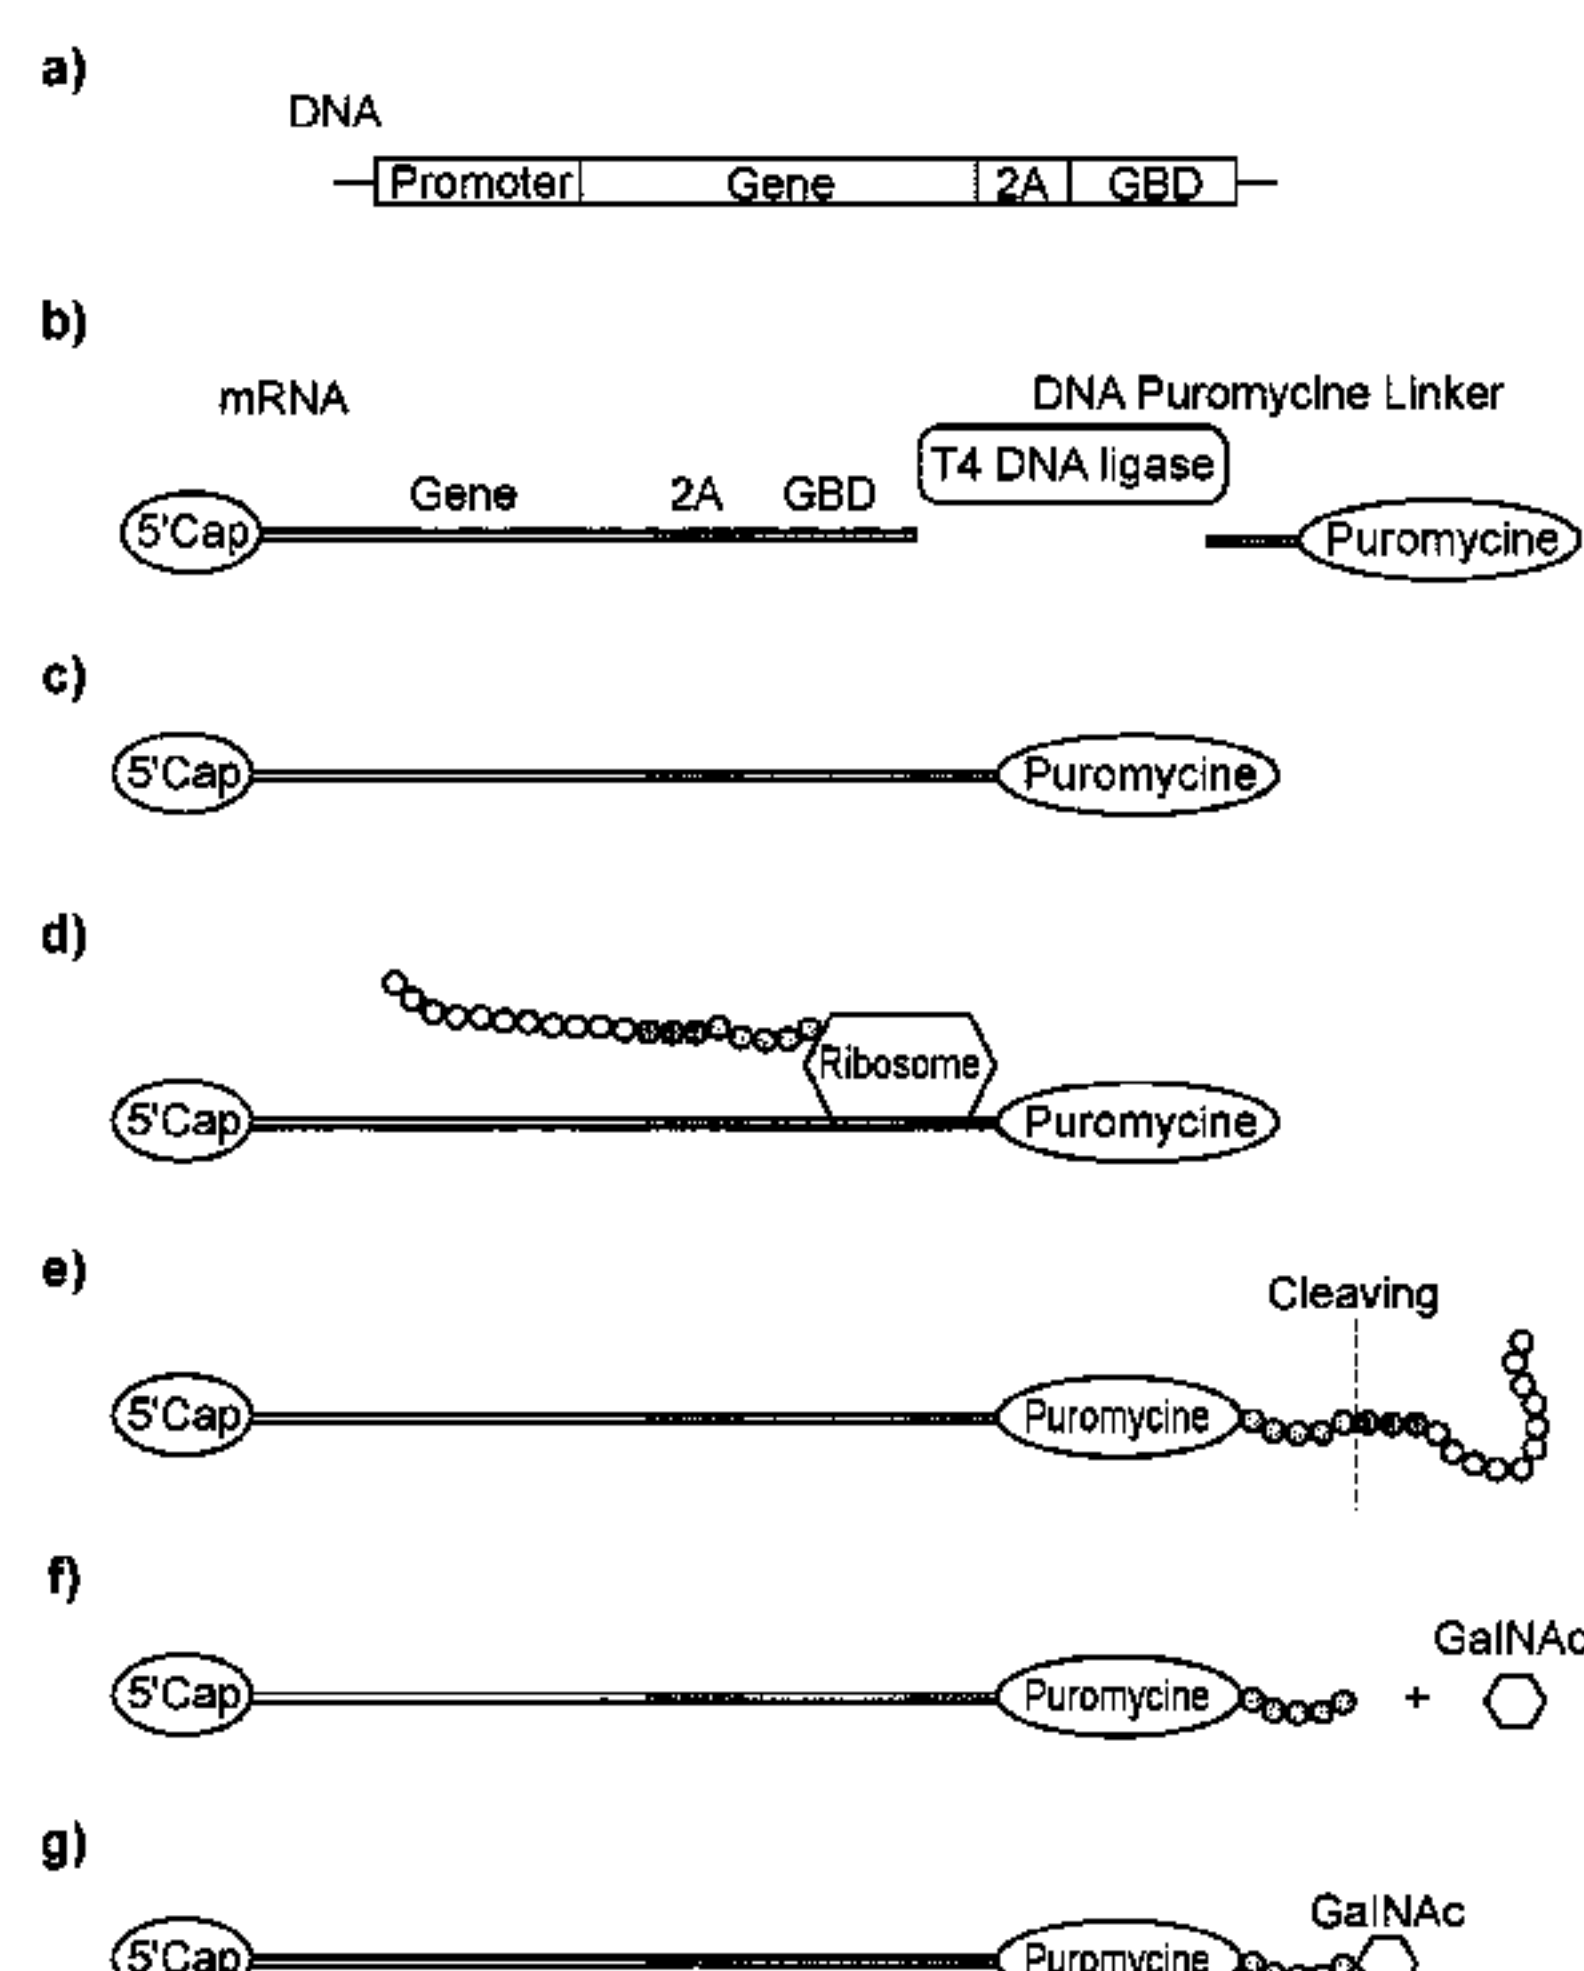 a)
DNA
Promoter Gene 2A GBD
b)
mRNA
DNA Puromycine Linker
T4 DNA ligase
Gene 2A GBD
5'Cap
Puromycine
c)
5'Cap
Puromycine
d)
Ribosome
5'Cap
Puromycine
e)
Cleaving
5'Cap
Puromycine
f)
GalNAc
5'Cap
Puromycine
+
g)
GalNAc
5'Cap
Puromycine